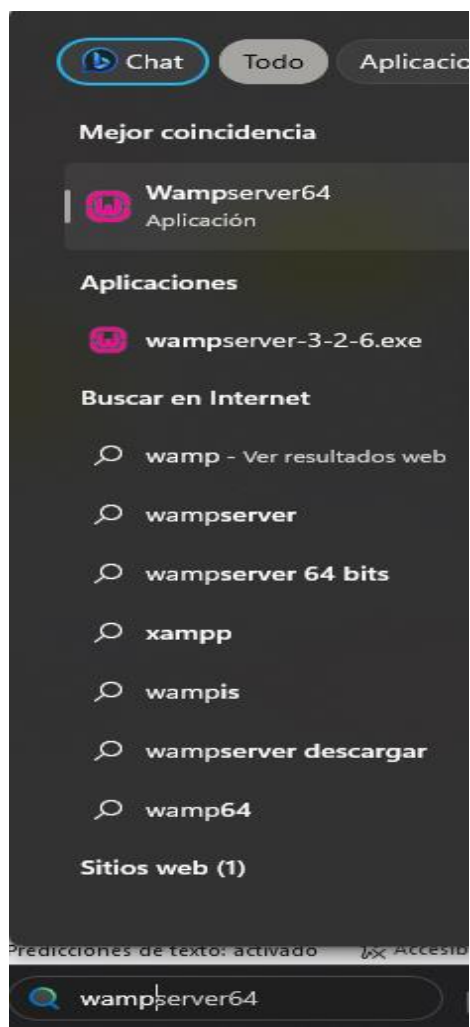 Chat Todo Aplicacio
Mejor coincidencia
Wampserver64
Aplicación
Aplicaciones
wampserver-3-2-6.exe
Buscar en Internet
wamp - Ver resultados web
wampserver
wampserver 64 bits
xampp
wampis
wampserver descargar
wamp64
Sitios web (1)
Predicciones de texto: activado Accesib
wampserver64